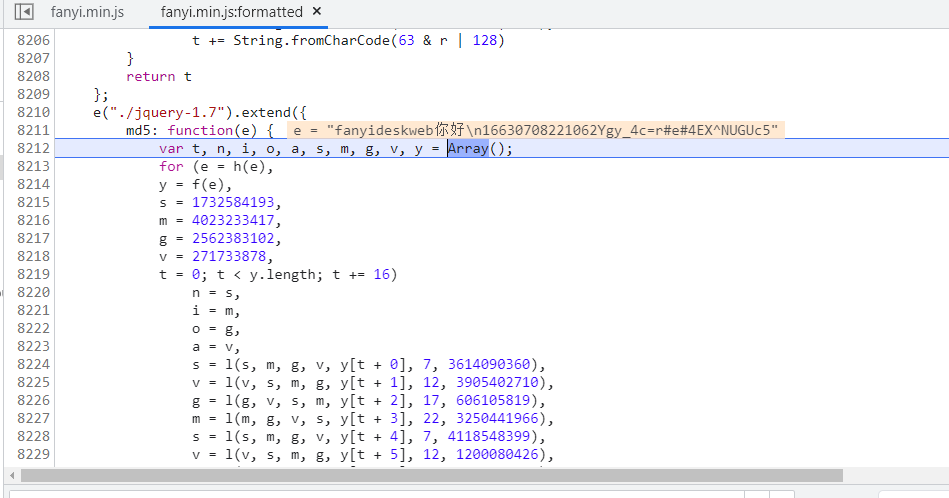 fanyi.min.js fanyi.min.js:formatted ×
8206 t += String.fromCharCode(63 & r | 128)
8207 }
8208 return t
8209 };
8210 e("./jquery-1.7").extend({
8211 md5: function(e) { e = "fanyideskweb你好\n16630708221062Ygy_4c=r#e#4EX^NUGUc5"
8212 var t, n, i, o, a, s, m, g, v, y = Array();
8213 for (e = h(e),
8214 y = f(e),
8215 s = 1732584193,
8216 m = 4023233417,
8217 g = 2562383102,
8218 v = 271733878,
8219 t = 0; t < y.length; t += 16)
8220 n = s,
8221 i = m,
8222 o = g,
8223 a = v,
8224 s = l(s, m, g, v, y[t + 0], 7, 3614090360),
8225 v = l(v, s, m, g, y[t + 1], 12, 3905402710),
8226 g = l(g, v, s, m, y[t + 2], 17, 606105819),
8227 m = l(m, g, v, s, y[t + 3], 22, 3250441966),
8228 s = l(s, m, g, v, y[t + 4], 7, 4118548399),
8229 v = l(v, s, m, g, y[t + 5], 12, 1200080426),